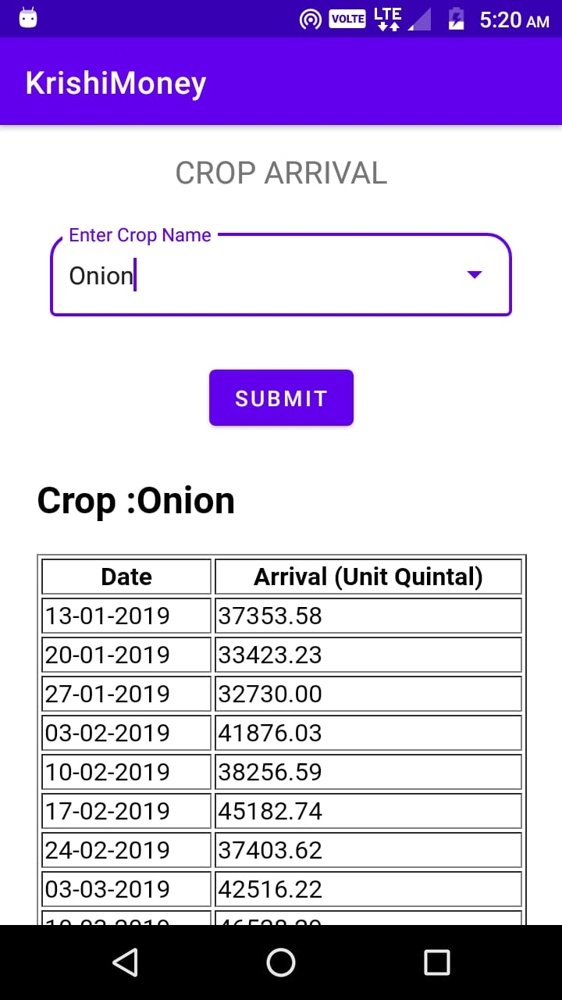 VOLTE LTE 5:20 AM
KrishiMoney
CROP ARRIVAL
Enter Crop Name
Onion
SUBMIT
Crop :Onion
Date Arrival (Unit Quintal)
13-01-2019 37353.58
20-01-2019 33423.23
27-01-2019 32730.00
03-02-2019 41876.03
10-02-2019 38256.59
17-02-2019 45182.74
24-02-2019 37403.62
03-03-2019 42516.22